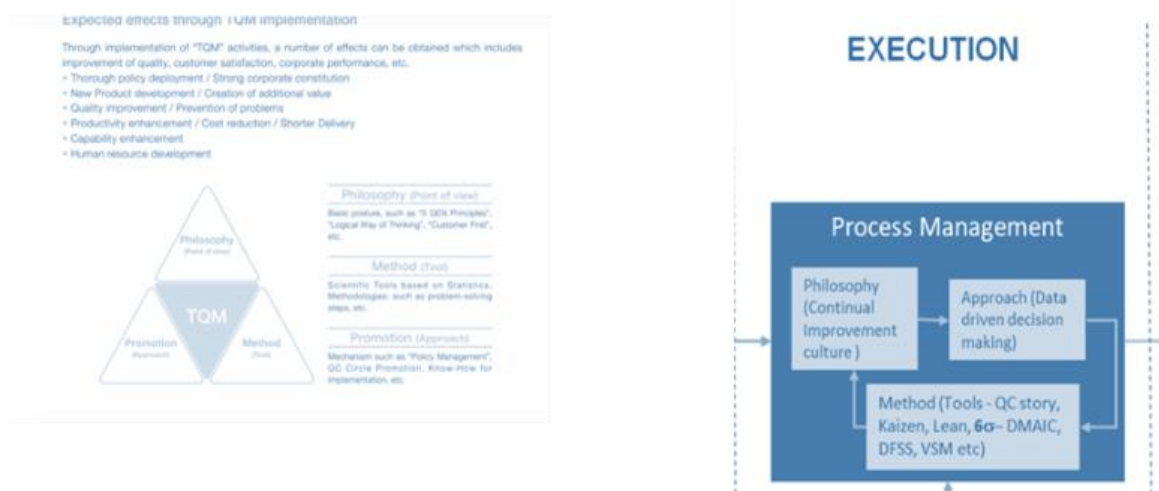 Expected effects through TQM implementation
Through implementation of "TQM" activities, a number of effects can be obtained which includes
improvement of quality, customer satisfaction, corporate performance, etc.
• Thorough policy deployment / Strong corporate constitution
• New Product development / Creation of additional value
• Quality improvement / Prevention of problems
• Productivity enhancement / Cost reduction / Shorter Delivery
• Capability enhancement
• Human resource development
Philosophy
(Point of view)
TQM
Promotion
(Approach)
Method
(Tool)
Philosophy (Point of view)
Basic posture, such as "5 GEN Principles",
"Logical Way of Thinking", "Customer First",
etc.
Method (Tool)
Scientific Tools based on Statistics,
Methodologies: such as problem-solving
steps, etc.
Promotion (Approach)
Mechanism such as "Policy Management",
QC Circle Promotion, Know-How for
implementation, etc.
EXECUTION
Process Management
Philosophy
(Continual
Improvement
culture )
Approach (Data
driven decision
making)
Method (Tools - QC story,
Kaizen, Lean, 6σ– DMAIC,
DFSS, VSM etc)